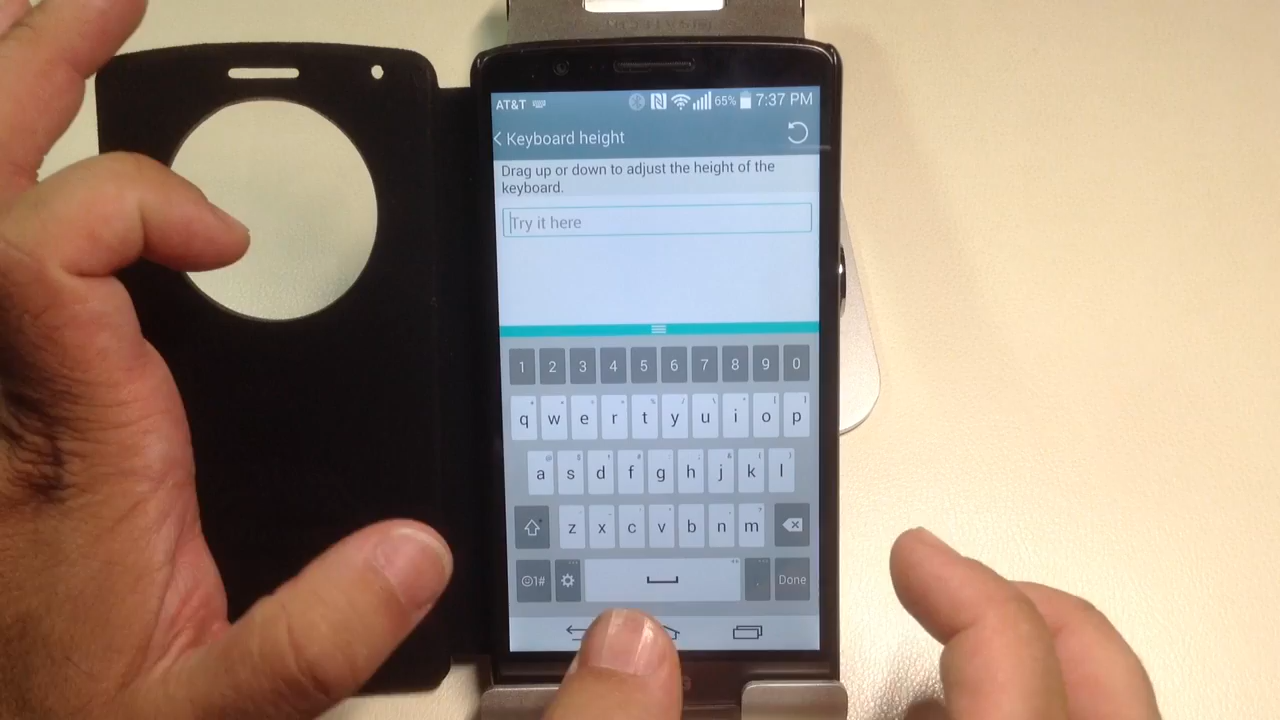 AT&T 65% 7:37 PM
Keyboard height
Drag up or down to adjust the height of the
keyboard.
Try it here
1 2 3 4 5 6 7 8 9 0
q w e r t y u i o p
a s d f g h j k l
z x c v b n m
1# . Done